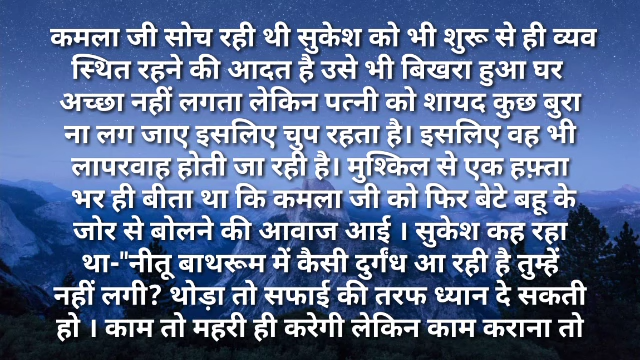 कमला जी सोच रही थी सुकेश को भी शुरू से ही व्यव
स्थित रहने की आदत है उसे भी बिखरा हुआ घर
अच्छा नहीं लगता लेकिन पत्नी को शायद कुछ बुरा
ना लग जाए इसलिए चुप रहता है। इसलिए वह भी
लापरवाह होती जा रही है। मुश्किल से एक हफ़्ता
भर ही बीता था कि कमला जी को फिर बेटे बहू के
जोर से बोलने की आवाज आई । सुकेश कह रहा
था-"नीतू बाथरूम में कैसी दुर्गंध आ रही है तुम्हें
नहीं लगी? थोड़ा तो सफाई की तरफ ध्यान दे सकती
हो । काम तो महरी ही करेगी लेकिन काम कराना तो